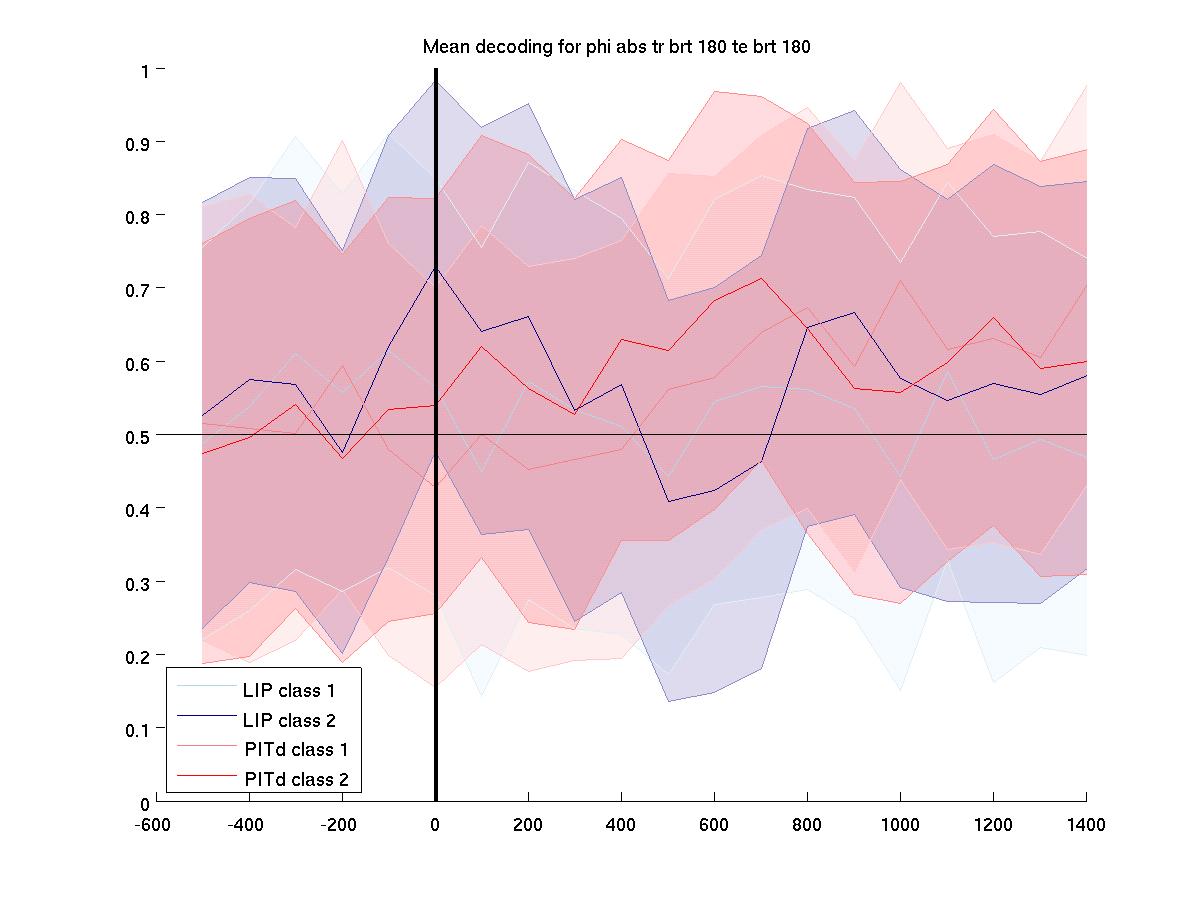 Mean decoding for phi abs tr brt 180 te brt 180
1
0.9
0.8
0.7
0.6
0.5
0.4
0.3
0.2
0.1
0
LIP class 1
LIP class 2
PITd class 1
PITd class 2
-600 -400 -200 0 200 400 600 800 1000 1200 1400